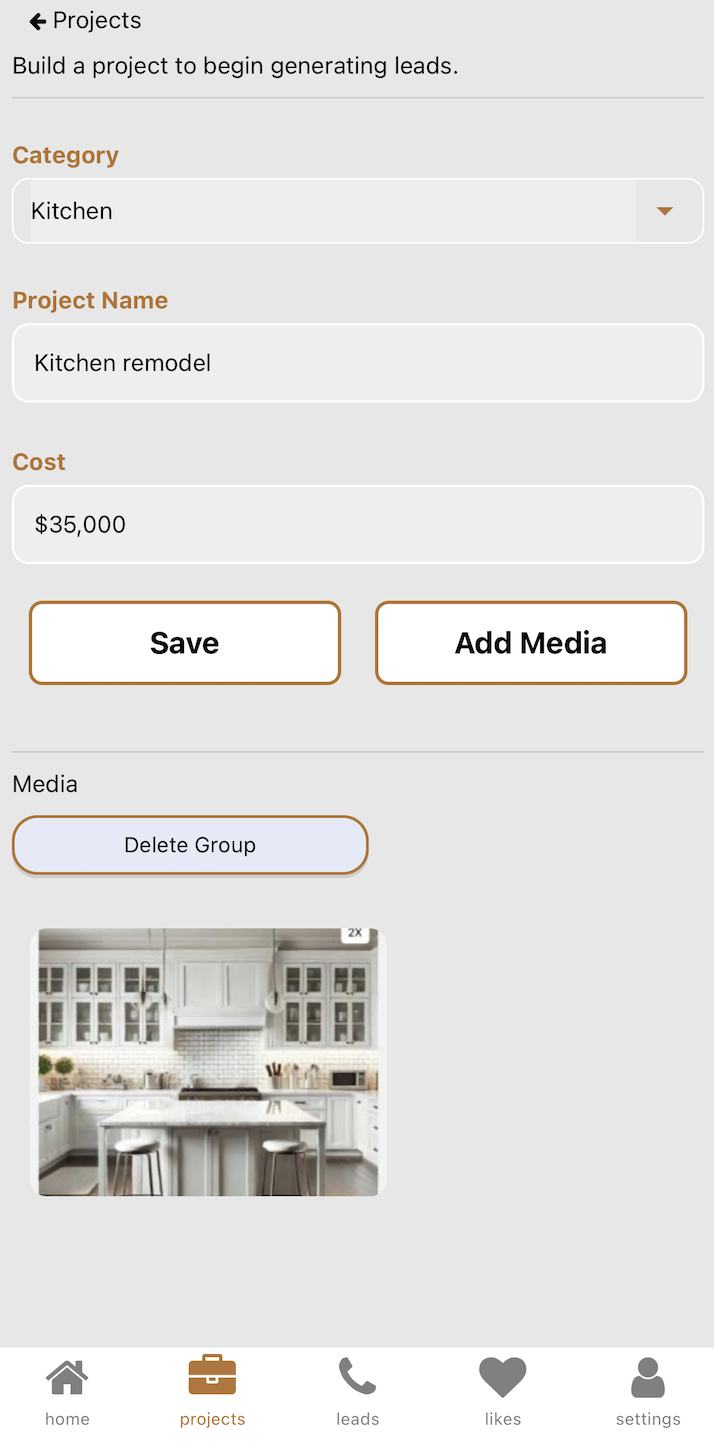 Projects
Build a project to begin generating leads.
Category
Kitchen
Project Name
Kitchen remodel
Cost
$35,000
Save Add Media
Media
Delete Group
2X
home projects leads likes settings